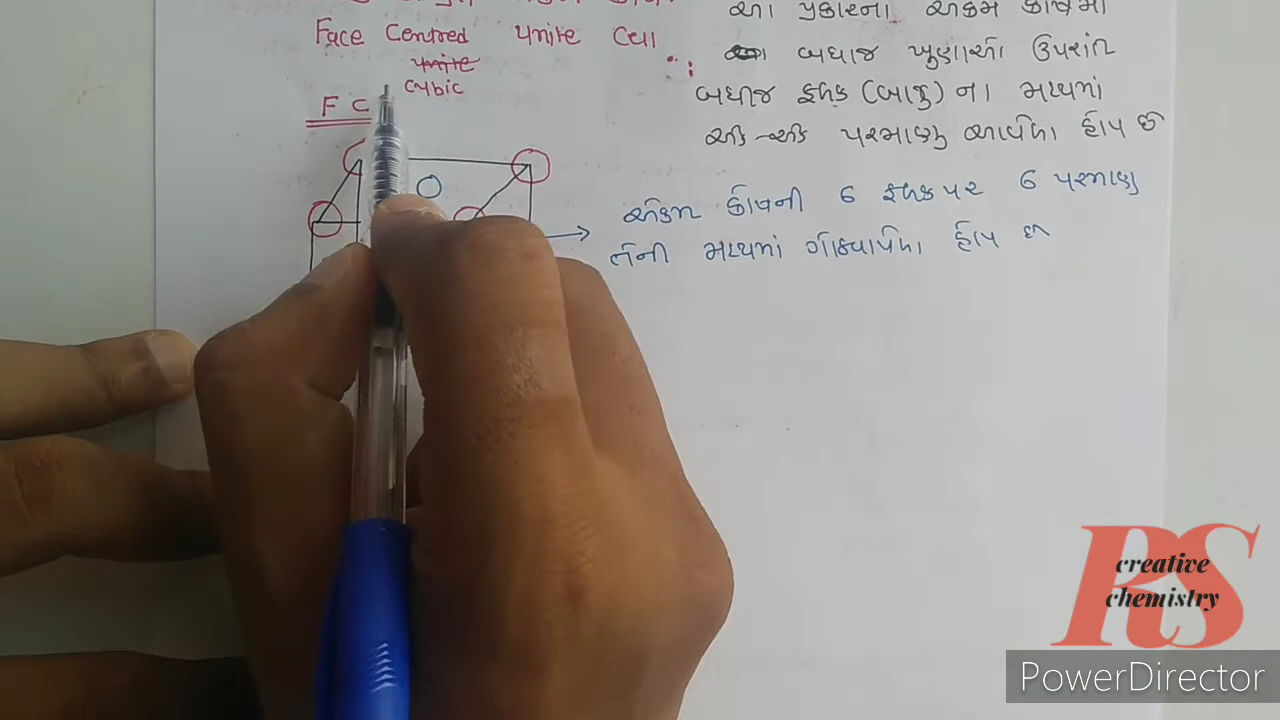 Face Centred unite cell
unite
cubic
F C
આ પ્રકારના એકમ કોષમાં
બધાજ ખુણાઓ ઉપરાંત
બધાજ ફલક (બાજુ) ના મધ્યમાં
એક-એક પરમાણુ આવેલા હોય છે
એકમ કોષની 6 ફલક પર 6 પરમાણુ
તેની મધ્યમાં ગોઠવાયેલા હોય છે
RS
creative
chemistry
PowerDirector